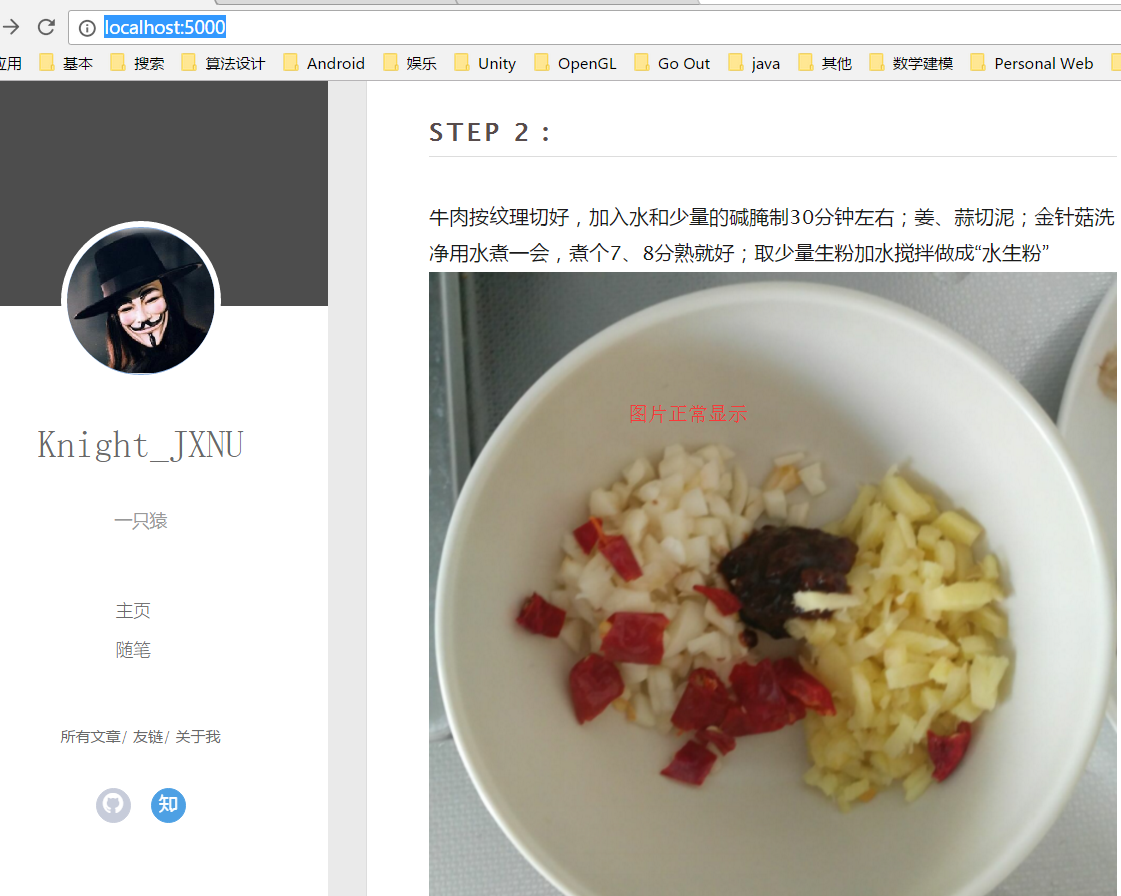 localhost:5000
应用 基本 搜索 算法设计 Android 娱乐 Unity OpenGL Go Out java 其他 数学建模 Personal Web
STEP 2：
牛肉按纹理切好，加入水和少量的碱腌制30分钟左右；姜、蒜切泥；金针菇洗
净用水煮一会，煮个7、8分熟就好；取少量生粉加水搅拌做成“水生粉”
图片正常显示
Knight_JXNU
一只猿
主页
随笔
所有文章/ 友链/ 关于我
知